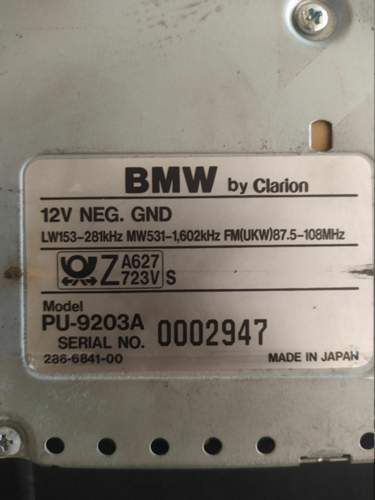 BMW by Clarion
12V NEG. GND
LW153-281kHz MW531-1,602kHz FM(UKW)87.5-108MHz
Z A627 723V S
Model
PU-9203A
SERIAL NO. 0002947
286-6841-00 MADE IN JAPAN